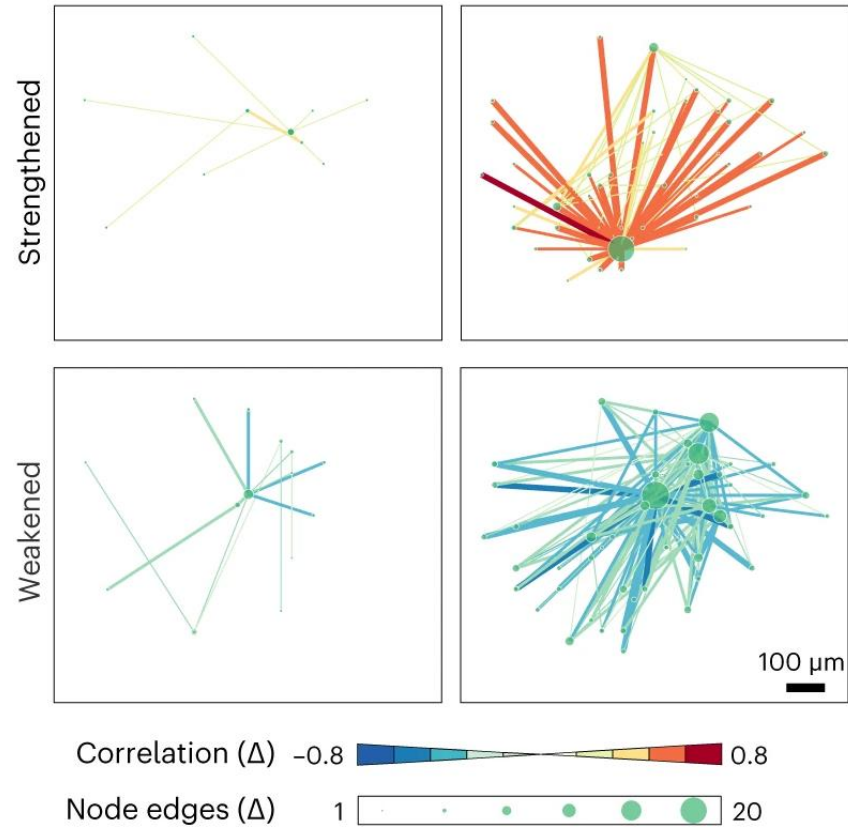 Strengthened
Weakened
100 μm
Correlation (Δ) –0.8 0.8
Node edges (Δ) 1 20